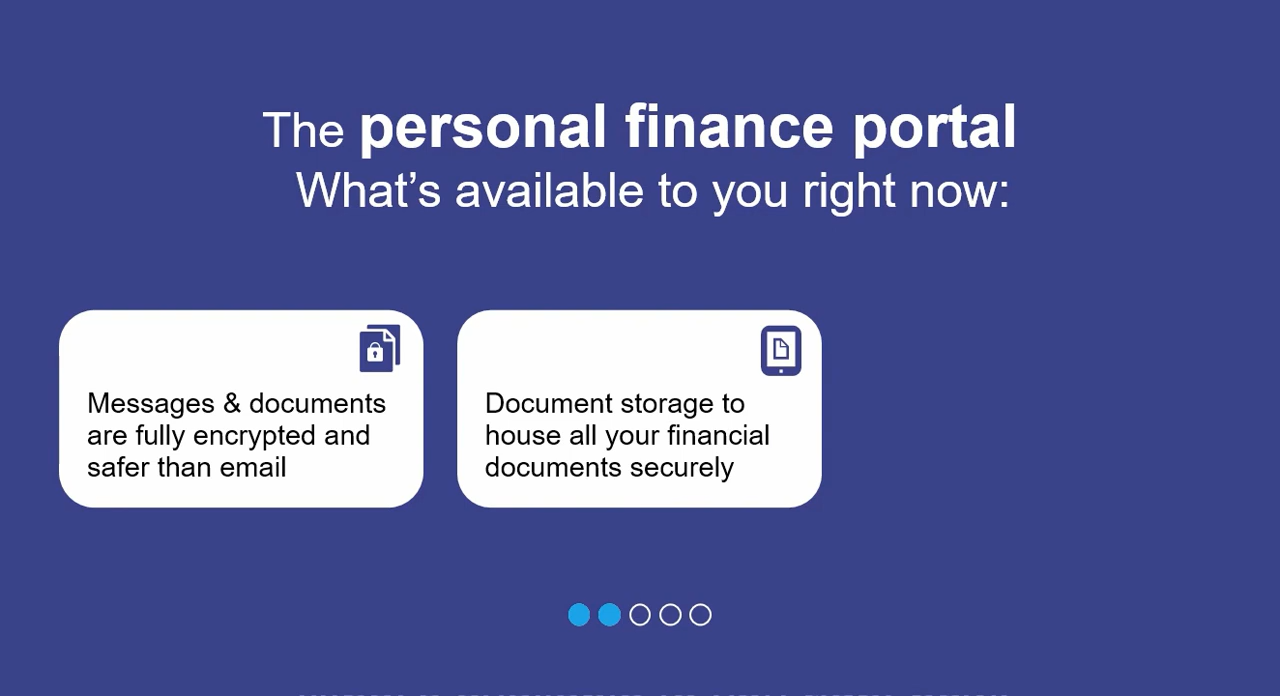 The personal finance portal
What’s available to you right now:
Messages & documents
are fully encrypted and
safer than email
Document storage to
house all your financial
documents securely